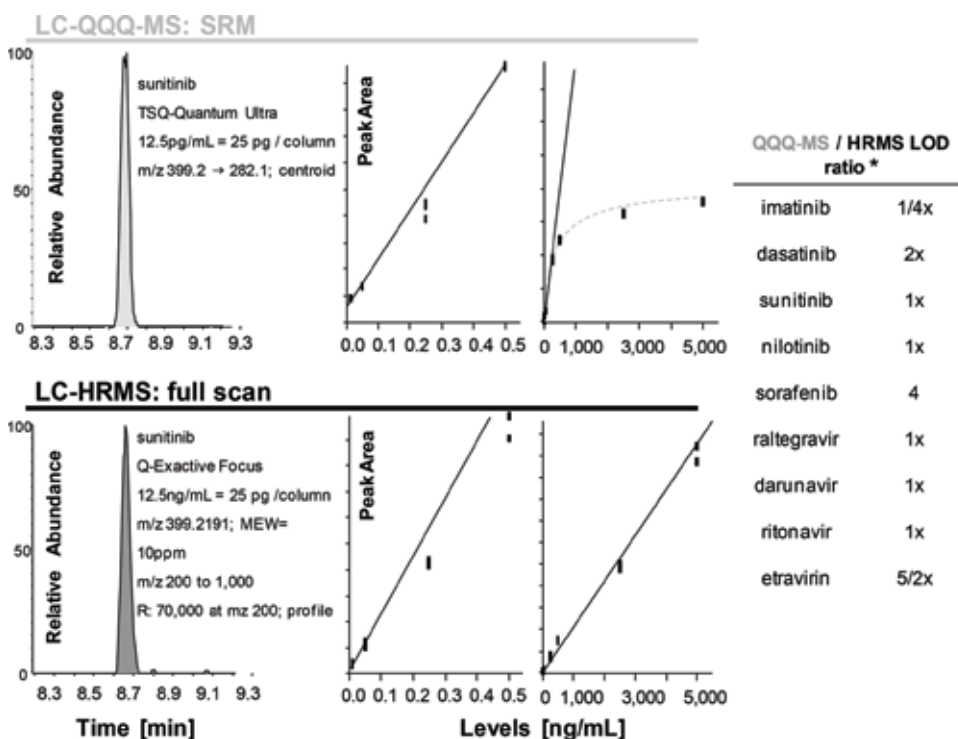 LC-QQQ-MS: SRM
100
50
0
Relative Abundance
sunitinib
TSQ-Quantum Ultra
12.5pg/mL = 25 pg / column
m/z 399.2 → 282.1; centroid
8.3 8.5 8.7 8.9 9.1 9.3
Peak Area
0.0 0.1 0.2 0.3 0.4 0.5
0 1,000 3,000 5,000
LC-HRMS: full scan
100
50
0
Relative Abundance
sunitinib
Q-Exactive Focus
12.5ng/mL = 25 pg /column
m/z 399.2191; MEW=
10ppm
m/z 200 to 1,000
R: 70,000 at mz 200; profile
8.3 8.5 8.7 8.9 9.1 9.3
Time [min]
Peak Area
0.0 0.1 0.2 0.3 0.4 0.5
0 1,000 3,000 5,000
Levels [ng/mL]
QQQ-MS / HRMS LOD
ratio *
imatinib 1/4x
dasatinib 2x
sunitinib 1x
nilotinib 1x
sorafenib 4
raltegravir 1x
darunavir 1x
ritonavir 1x
etravirin 5/2x